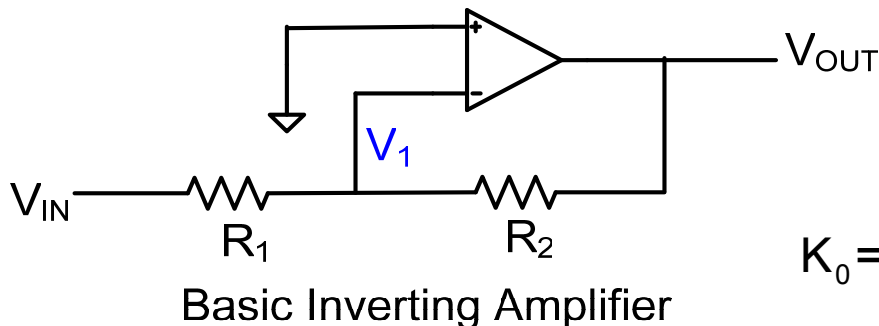 +
V_OUT
-
V_1
V_IN
R_1
R_2
K_0 =
Basic Inverting Amplifier